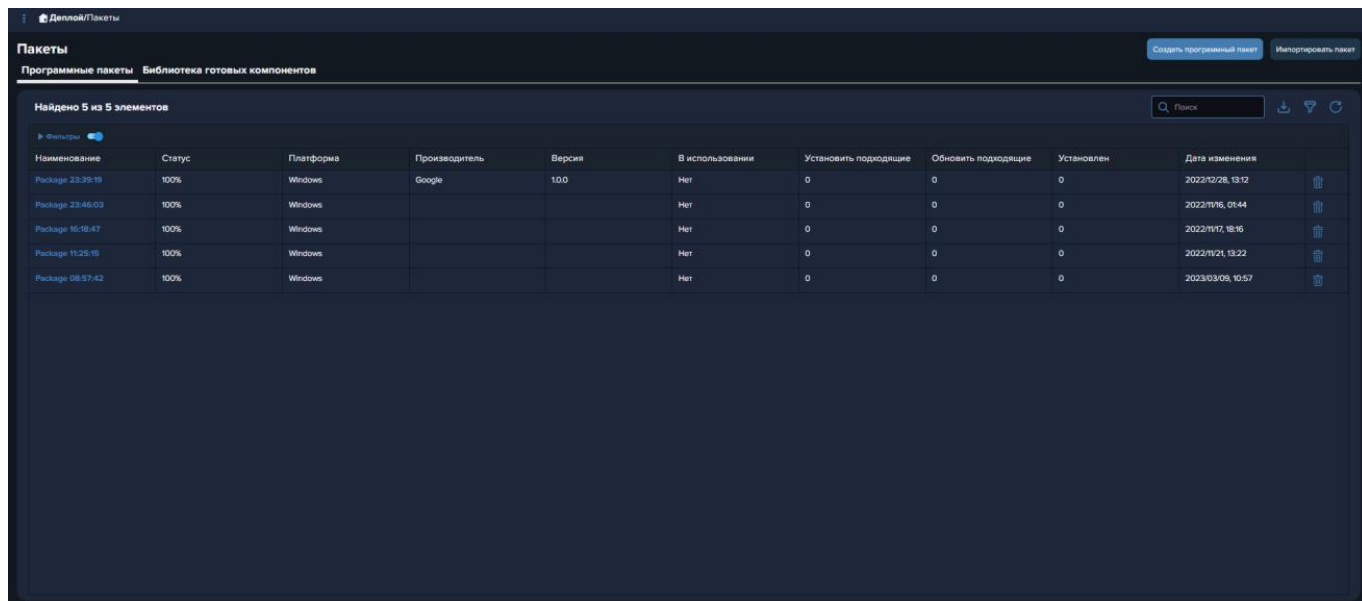 Деплой/Пакеты
Пакеты
Создать программный пакет Импортировать пакет
Программные пакеты Библиотека готовых компонентов
Найдено 5 из 5 элементов
Поиск
Фильтры
Наименование Статус Платформа Производитель Версия В использовании Установить подходящие Обновить подходящие Установлен Дата изменения
Package 23:39:19 100% Windows Google 1.0.0 Нет 0 0 0 2022/12/28, 13:12
Package 23:46:03 100% Windows Нет 0 0 0 2022/11/16, 01:44
Package 16:18:47 100% Windows Нет 0 0 0 2022/11/17, 18:16
Package 11:25:15 100% Windows Нет 0 0 0 2022/11/21, 13:22
Package 08:57:42 100% Windows Нет 0 0 0 2023/03/09, 10:57